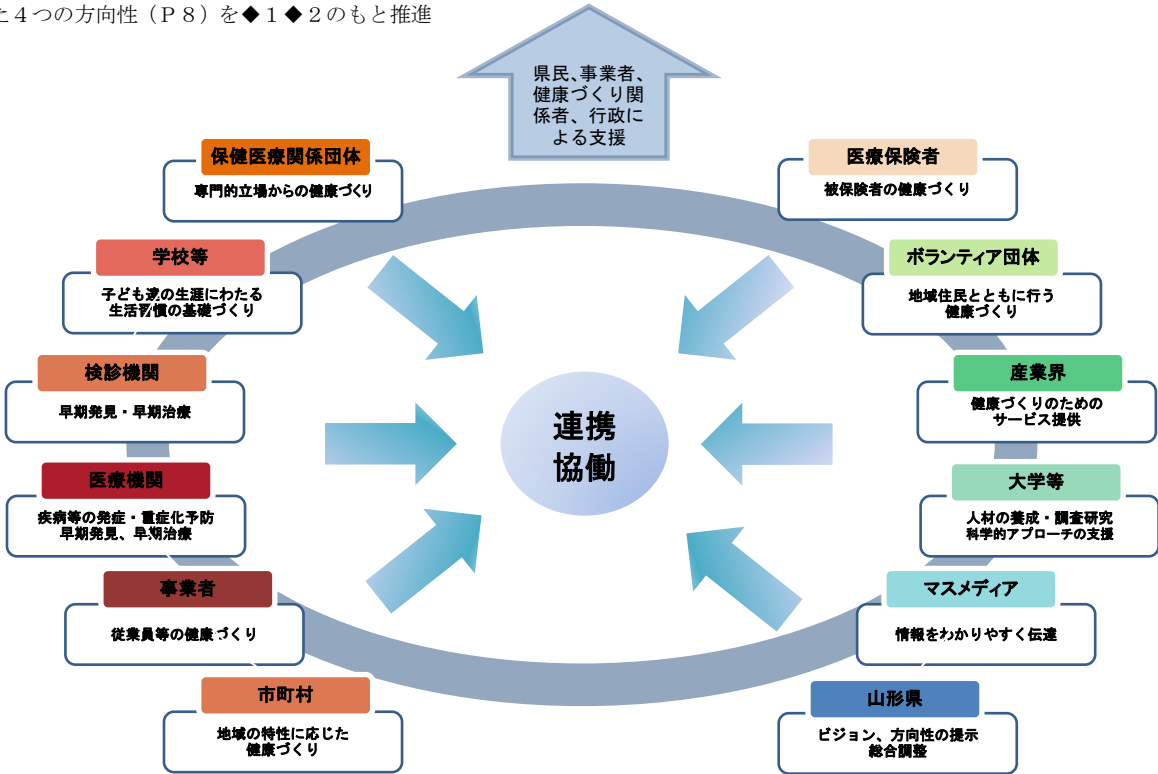 た４つの方向性（Ｐ８）を◆１◆２のもと推進
県民、事業者、
健康づくり関
係者、行政に
よる支援
保健医療関係団体
専門的立場からの健康づくり
医療保険者
被保険者の健康づくり
学校等
子ども達の生涯にわたる
生活習慣の基礎づくり
ボランティア団体
地域住民とともに行う
健康づくり
検診機関
早期発見・早期治療
産業界
健康づくりのための
サービス提供
連携
協働
医療機関
疾病等の発症・重症化予防
早期発見、早期治療
大学等
人材の養成・調査研究
科学的アプローチの支援
事業者
従業員等の健康づくり
マスメディア
情報をわかりやすく伝達
市町村
地域の特性に応じた
健康づくり
山形県
ビジョン、方向性の提示
総合調整